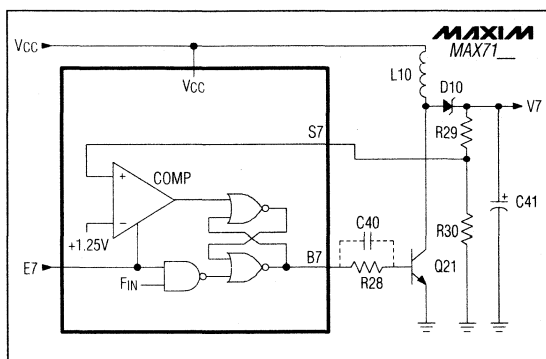 MAXIM
MAX71__
VCC
VCC
L10
D10
V7
S7
R29
COMP
+
−
+1.25V
C41
+
R30
C40
E7
FIN
B7
R28
Q21